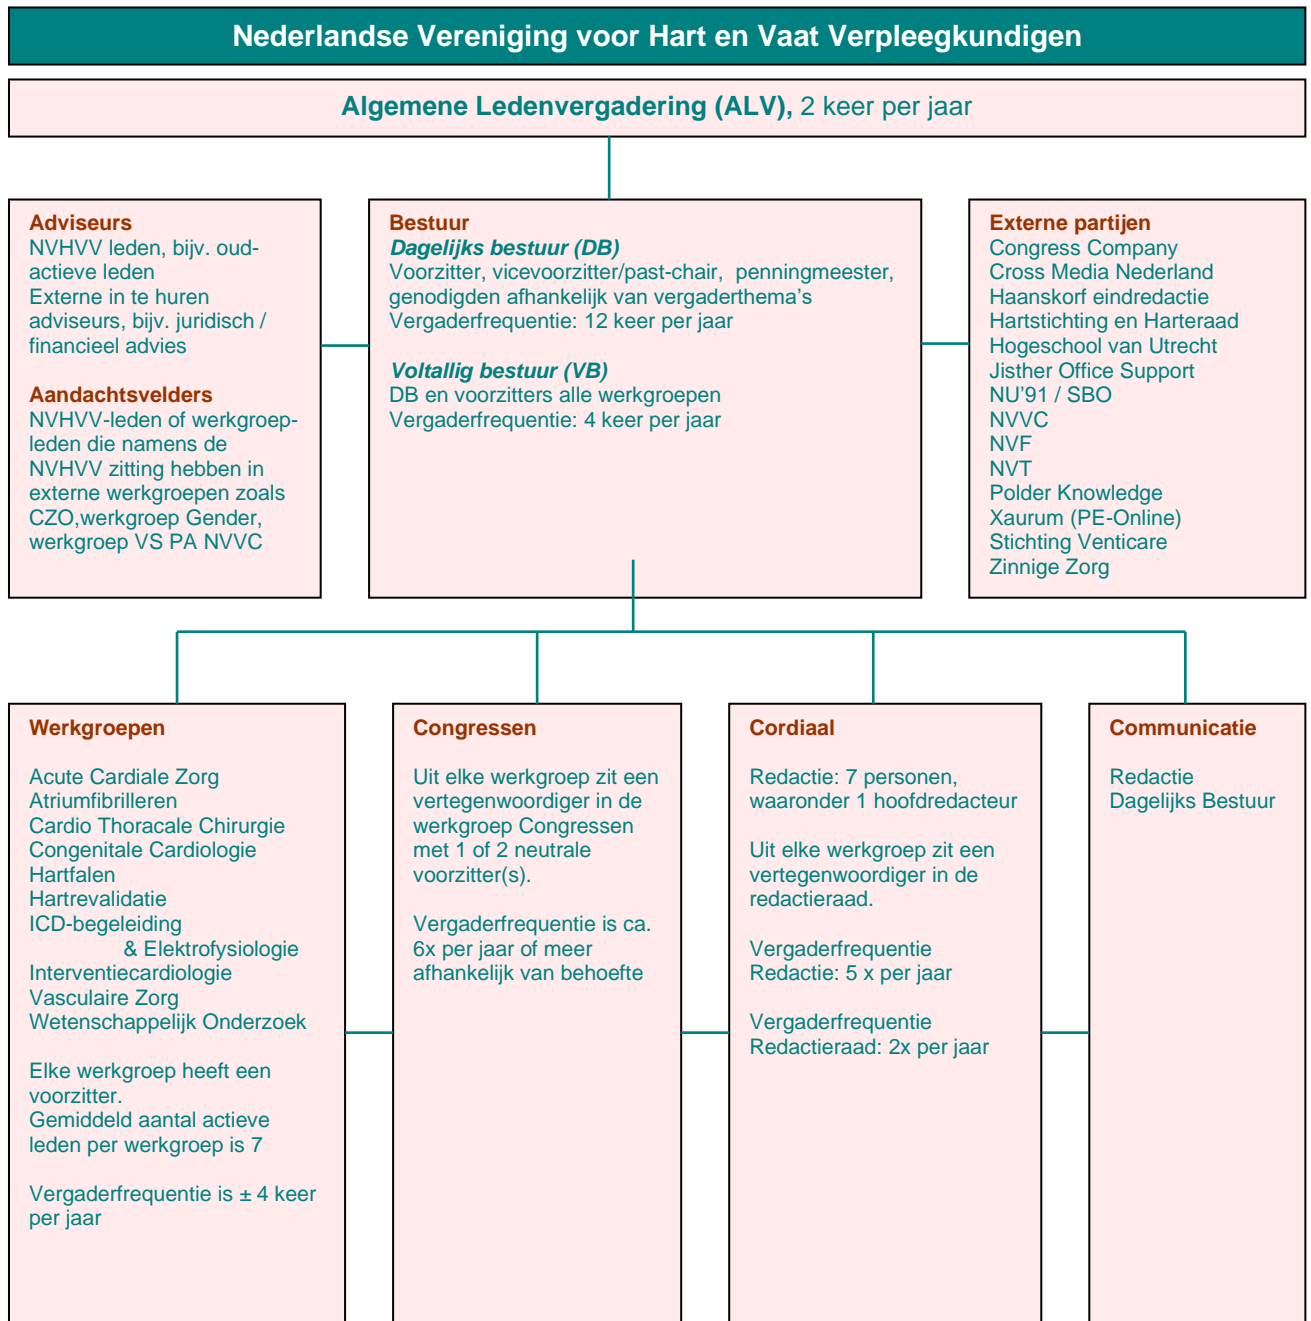 Nederlandse Vereniging voor Hart en Vaat Verpleegkundigen
Algemene Ledenvergadering (ALV), 2 keer per jaar
Adviseurs
NVHVV leden, bijv. oud-
actieve leden
Externe in te huren
adviseurs, bijv. juridisch /
financieel advies
Aandachtsvelders
NVHVV-leden of werkgroep-
leden die namens de
NVHVV zitting hebben in
externe werkgroepen zoals
CZO,werkgroep Gender,
werkgroep VS PA NVVC
Bestuur
Dagelijks bestuur (DB)
Voorzitter, vicevoorzitter/past-chair, penningmeester,
genodigden afhankelijk van vergaderthema's
Vergaderfrequentie: 12 keer per jaar
Voltallig bestuur (VB)
DB en voorzitters alle werkgroepen
Vergaderfrequentie: 4 keer per jaar
Externe partijen
Congress Company
Cross Media Nederland
Haanskorf eindredactie
Hartstichting en Harteraad
Hogeschool van Utrecht
Jisther Office Support
NU'91 / SBO
NVVC
NVF
NVT
Polder Knowledge
Xaurum (PE-Online)
Stichting Venticare
Zinnige Zorg
Werkgroepen
Acute Cardiale Zorg
Atriumfibrilleren
Cardio Thoracale Chirurgie
Congenitale Cardiologie
Hartfalen
Hartrevalidatie
ICD-begeleiding
& Elektrofysiologie
Interventiecardiologie
Vasculaire Zorg
Wetenschappelijk Onderzoek
Elke werkgroep heeft een
voorzitter.
Gemiddeld aantal actieve
leden per werkgroep is 7
Vergaderfrequentie is ± 4 keer
per jaar
Congressen
Uit elke werkgroep zit een
vertegenwoordiger in de
werkgroep Congressen
met 1 of 2 neutrale
voorzitter(s).
Vergaderfrequentie is ca.
6x per jaar of meer
afhankelijk van behoefte
Cordiaal
Redactie: 7 personen,
waaronder 1 hoofdredacteur
Uit elke werkgroep zit een
vertegenwoordiger in de
redactieraad.
Vergaderfrequentie
Redactie: 5 x per jaar
Vergaderfrequentie
Redactieraad: 2x per jaar
Communicatie
Redactie
Dagelijks Bestuur